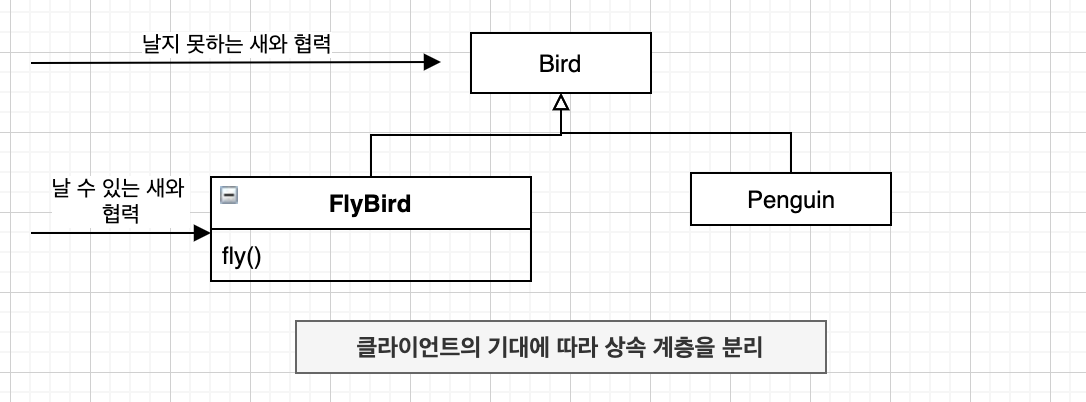 날지 못하는 새와 협력
Bird
날 수 있는 새와
협력
FlyBird
Penguin
fly()
클라이언트의 기대에 따라 상속 계층을 분리